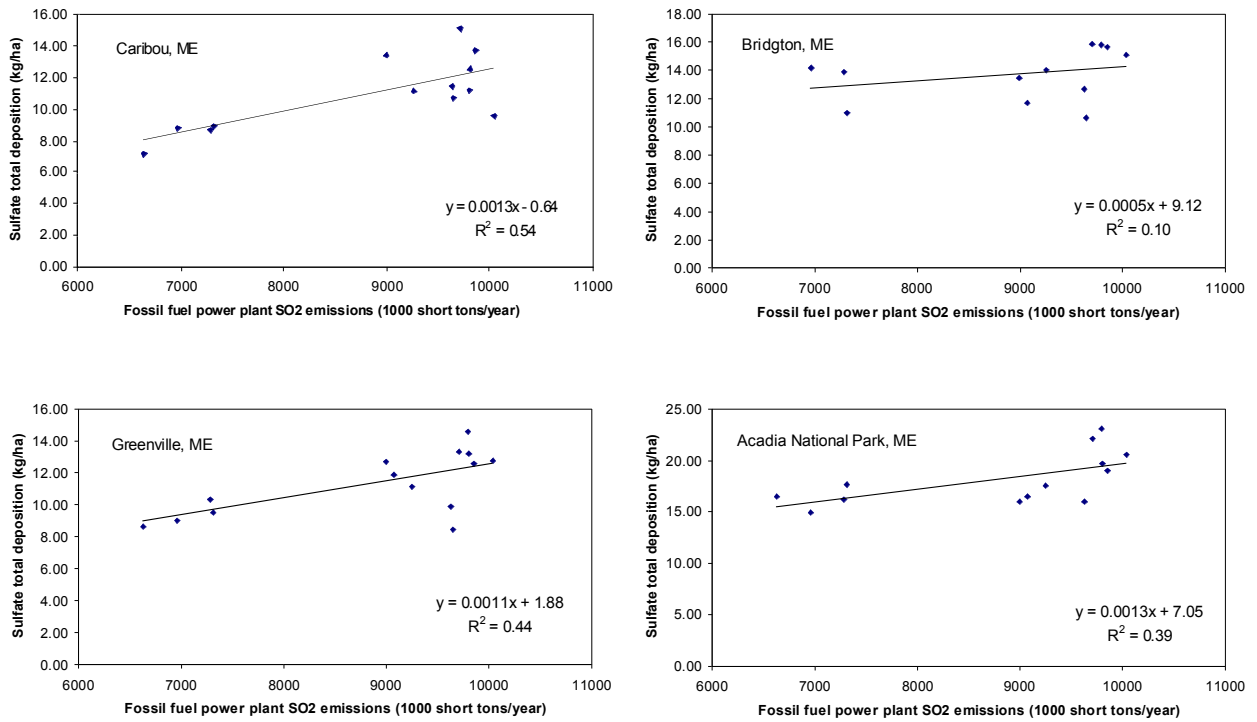 Caribou, ME
Sulfate total deposition (kg/ha)
16.00
14.00
12.00
10.00
8.00
6.00
4.00
2.00
0.00
y = 0.0013x - 0.64
R² = 0.54
6000 7000 8000 9000 10000 11000
Fossil fuel power plant SO2 emissions (1000 short tons/year)
Bridgton, ME
Sulfate total deposition (kg/ha)
18.00
16.00
14.00
12.00
10.00
8.00
6.00
4.00
2.00
0.00
y = 0.0005x + 9.12
R² = 0.10
6000 7000 8000 9000 10000 11000
Fossil fuel power plant SO2 emissions (1000 short tons/year)
Greenville, ME
Sulfate total deposition (kg/ha)
16.00
14.00
12.00
10.00
8.00
6.00
4.00
2.00
0.00
y = 0.0011x + 1.88
R² = 0.44
6000 7000 8000 9000 10000 11000
Fossil fuel power plant SO2 emissions (1000 short tons/year)
Acadia National Park, ME
Sulfate total deposition (kg/ha)
25.00
20.00
15.00
10.00
5.00
0.00
y = 0.0013x + 7.05
R² = 0.39
6000 7000 8000 9000 10000 11000
Fossil fuel power plant SO2 emissions (1000 short tons/year)